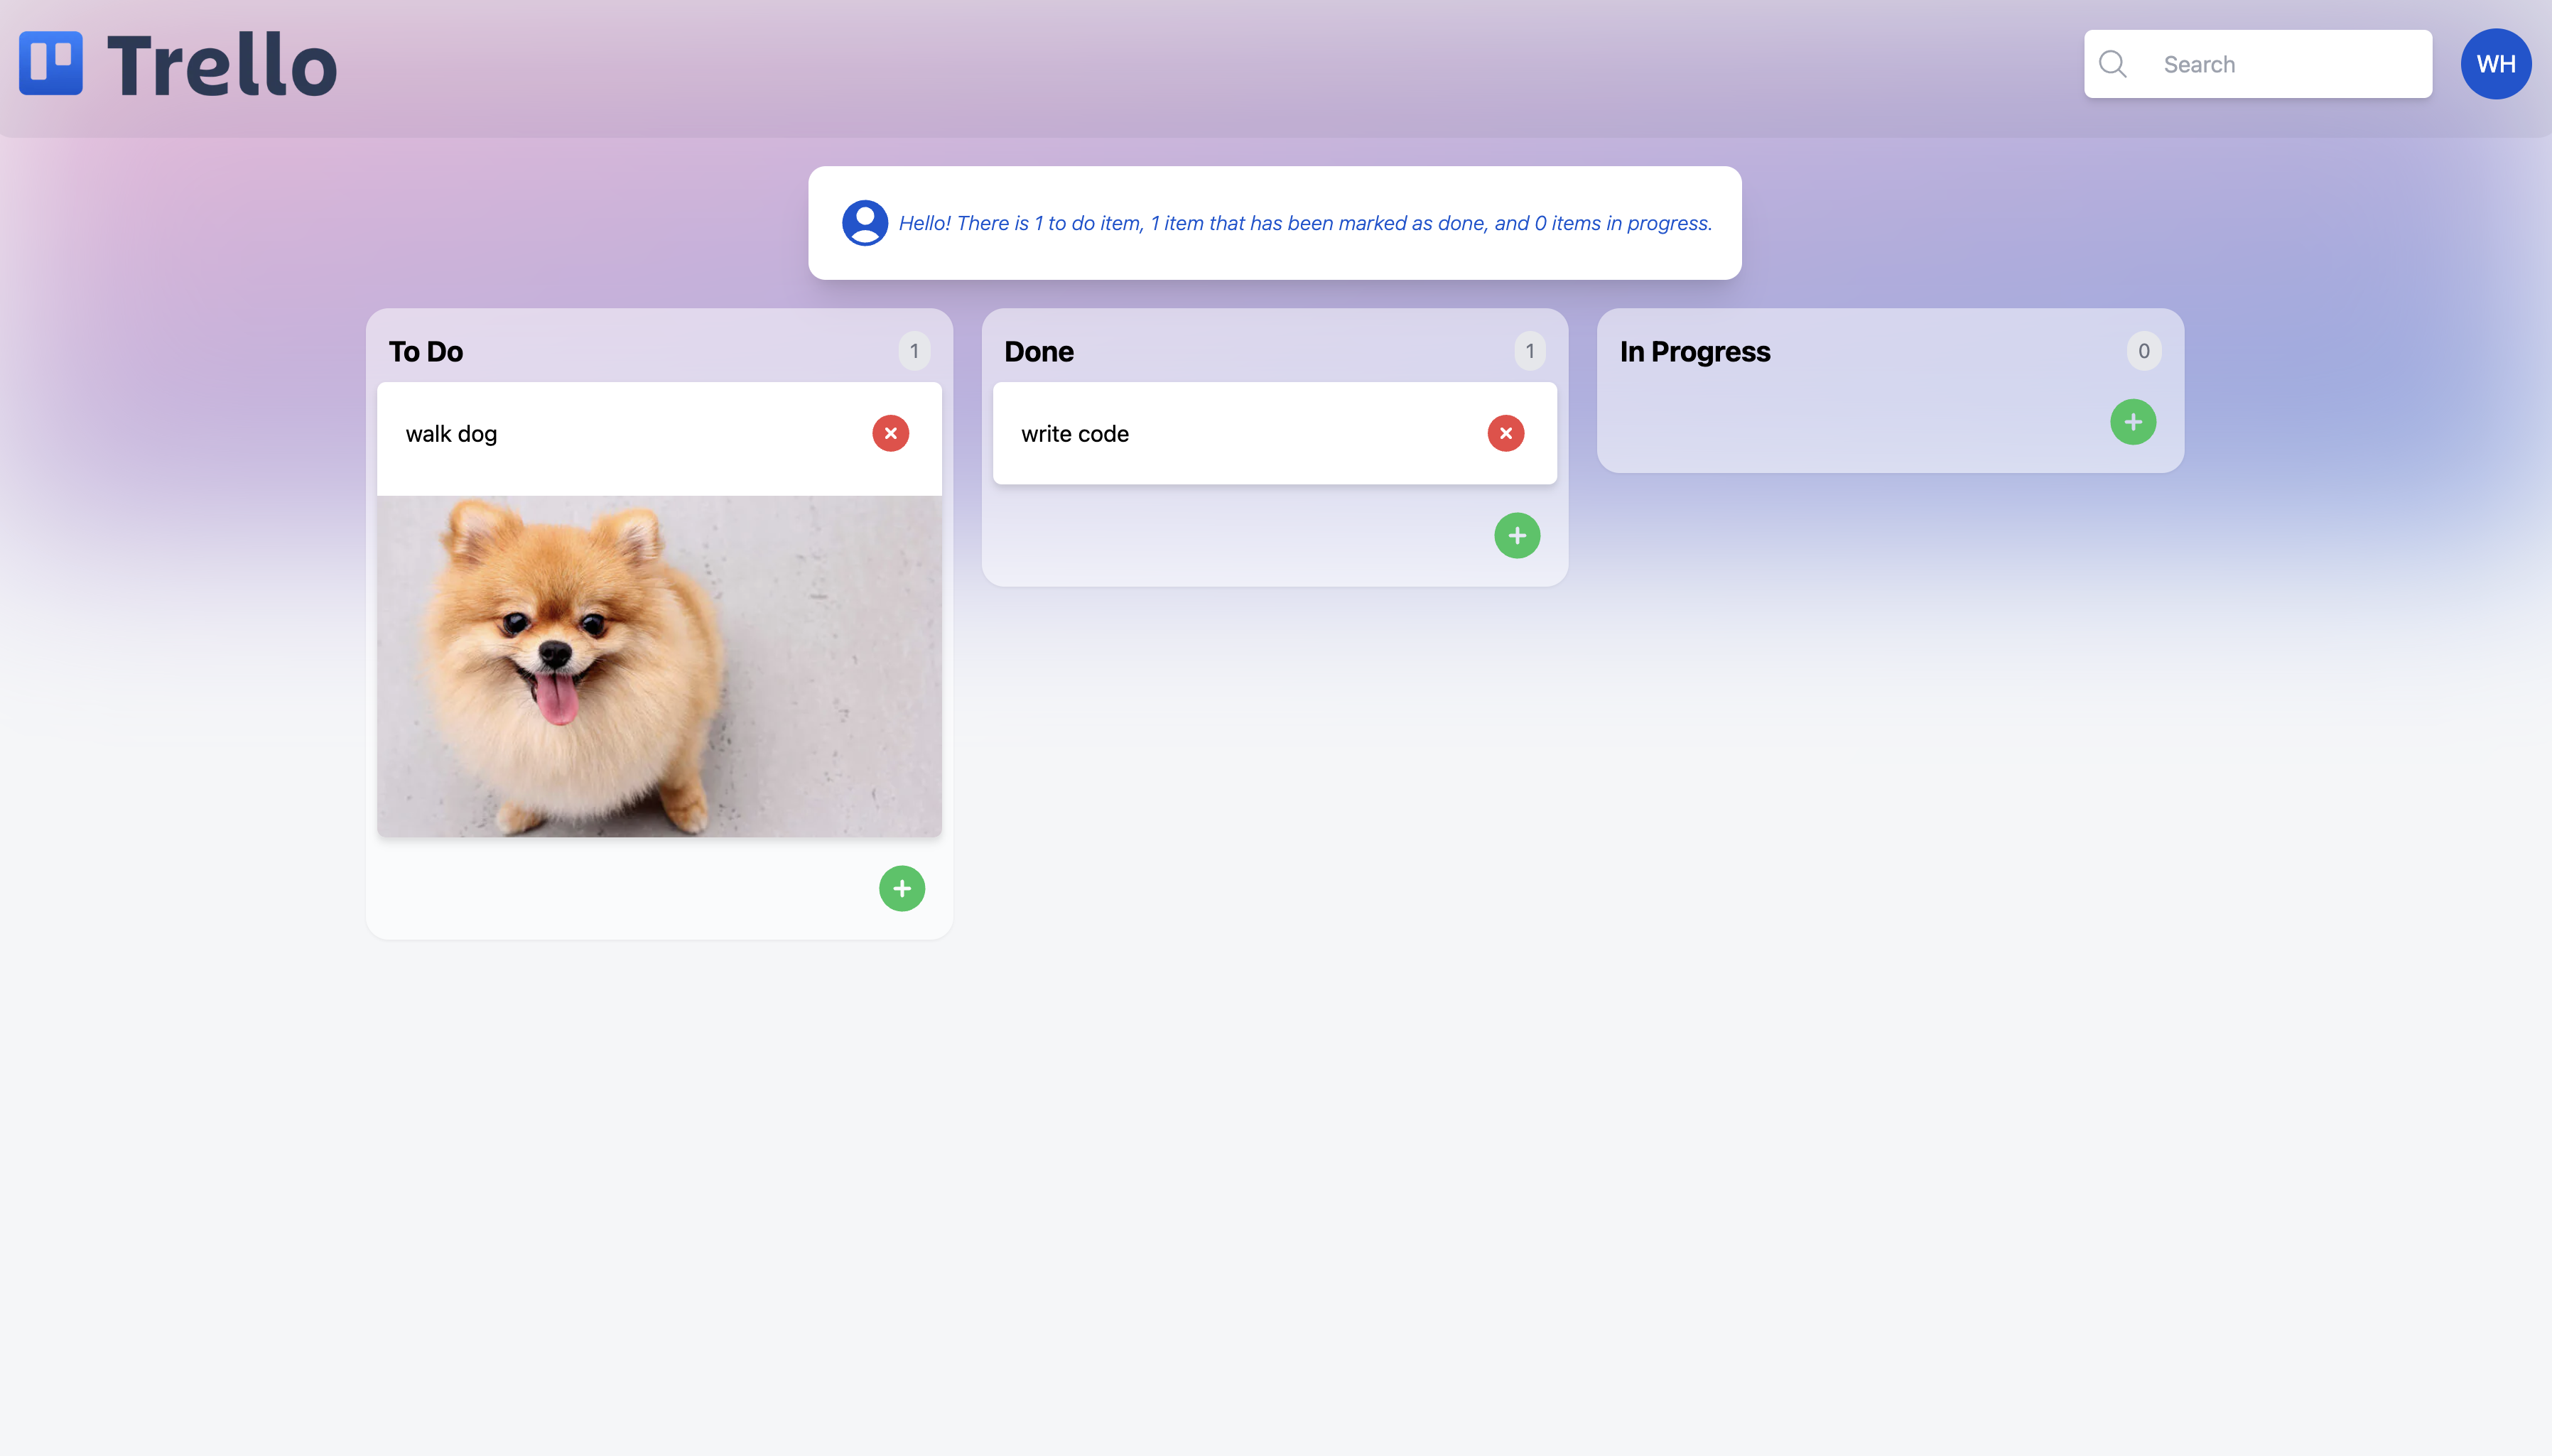 Trello
Search
WH
Hello! There is 1 to do item, 1 item that has been marked as done, and 0 items in progress.
To Do
1
walk dog
Done
1
write code
In Progress
0